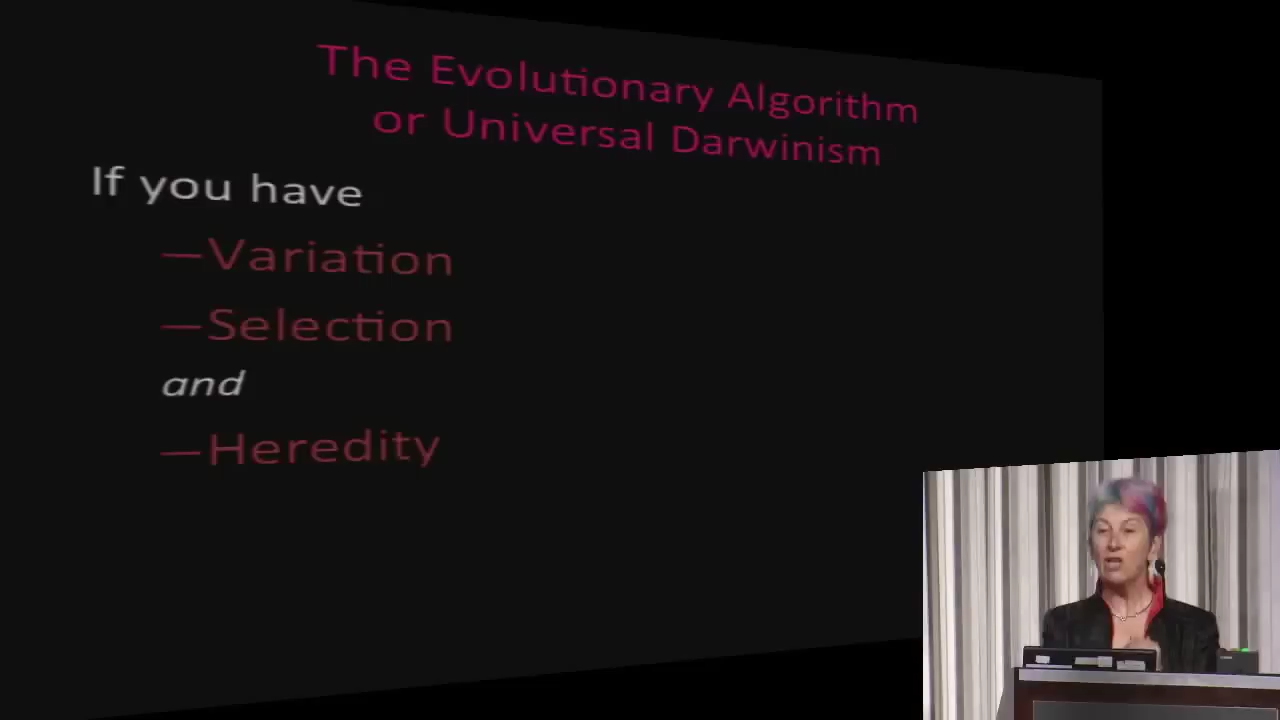 The Evolutionary Algorithm
or Universal Darwinism
If you have
—Variation
—Selection
and
—Heredity